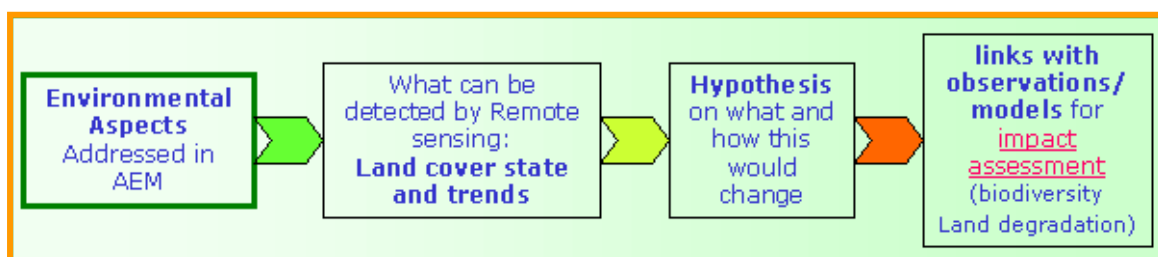 Environmental
Aspects
Addressed in
AEM
What can be
detected by Remote
sensing:
Land cover state
and trends
Hypothesis
on what and
how this
would
change
links with
observations/
models for
impact
assessment
(biodiversity
Land degradation)